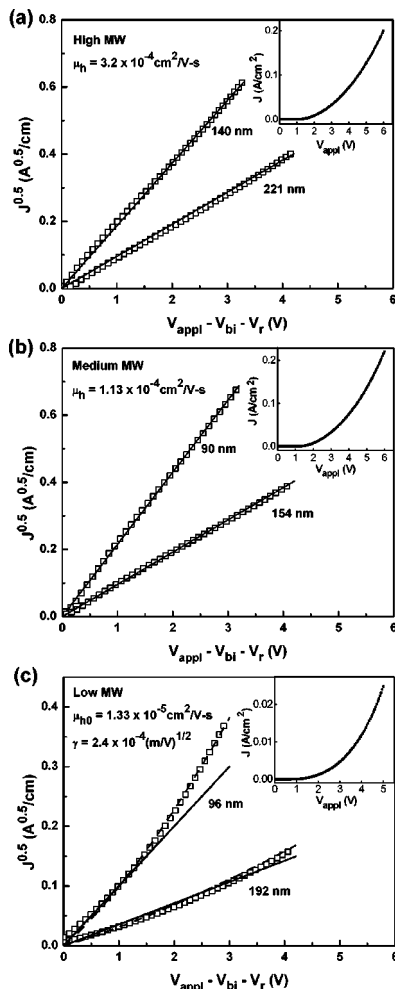 (a)
High MW
μh = 3.2 x 10-4cm2/V-s
140 nm
221 nm
J0.5 (A0.5/cm)
0.8
0.6
0.4
0.2
0.0
0 1 2 3 4 5 6
Vappl - Vbi - Vr (V)
J (A/cm2)
0.2
0.1
0.0
0 1 2 3 4 5 6
Vappl (V)
(b)
Medium MW
μh = 1.13 x 10-4cm2/V-s
90 nm
154 nm
J0.5 (A0.5/cm)
0.8
0.6
0.4
0.2
0.0
0 1 2 3 4 5 6
Vappl - Vbi - Vr (V)
J (A/cm2)
0.2
0.1
0.0
0 1 2 3 4 5 6
Vappl (V)
(c)
Low MW
μh0 = 1.33 x 10-5cm2/V-s
γ = 2.4 x 10-4(m/V)1/2
96 nm
192 nm
J0.5 (A0.5/cm)
0.4
0.3
0.2
0.1
0.0
0 1 2 3 4 5 6
Vappl - Vbi - Vr (V)
J (A/cm2)
0.02
0.01
0.00
0 1 2 3 4 5
Vappl (V)